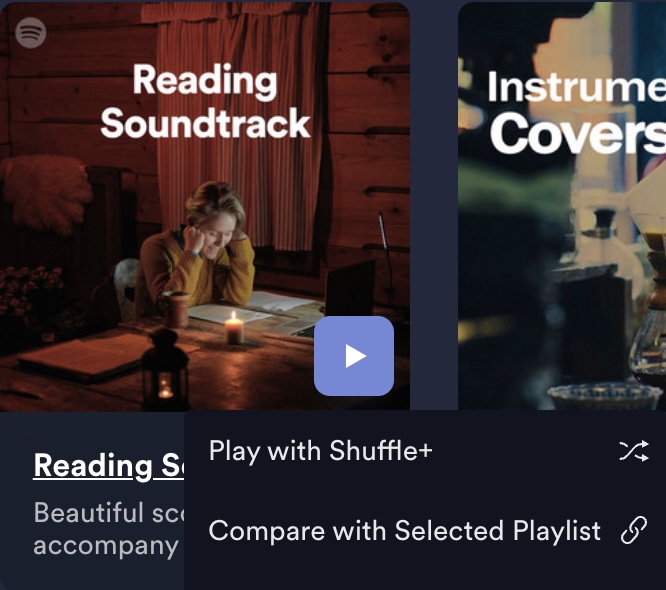 Reading
Soundtrack
Instrume
Covers
Play with Shuffle+
Reading S
Compare with Selected Playlist
Beautiful sc
accompany